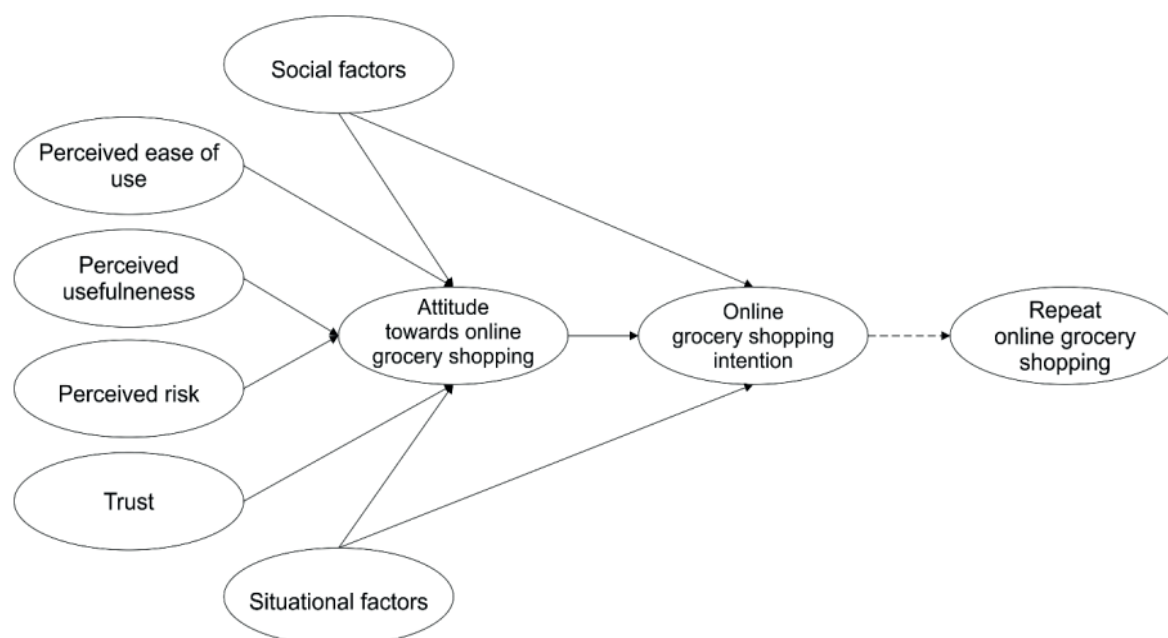 Social factors
Perceived ease of
use
Perceived
usefulneness
Perceived risk
Trust
Situational factors
Attitude
towards online
grocery shopping
Online
grocery shopping
intention
Repeat
online grocery
shopping